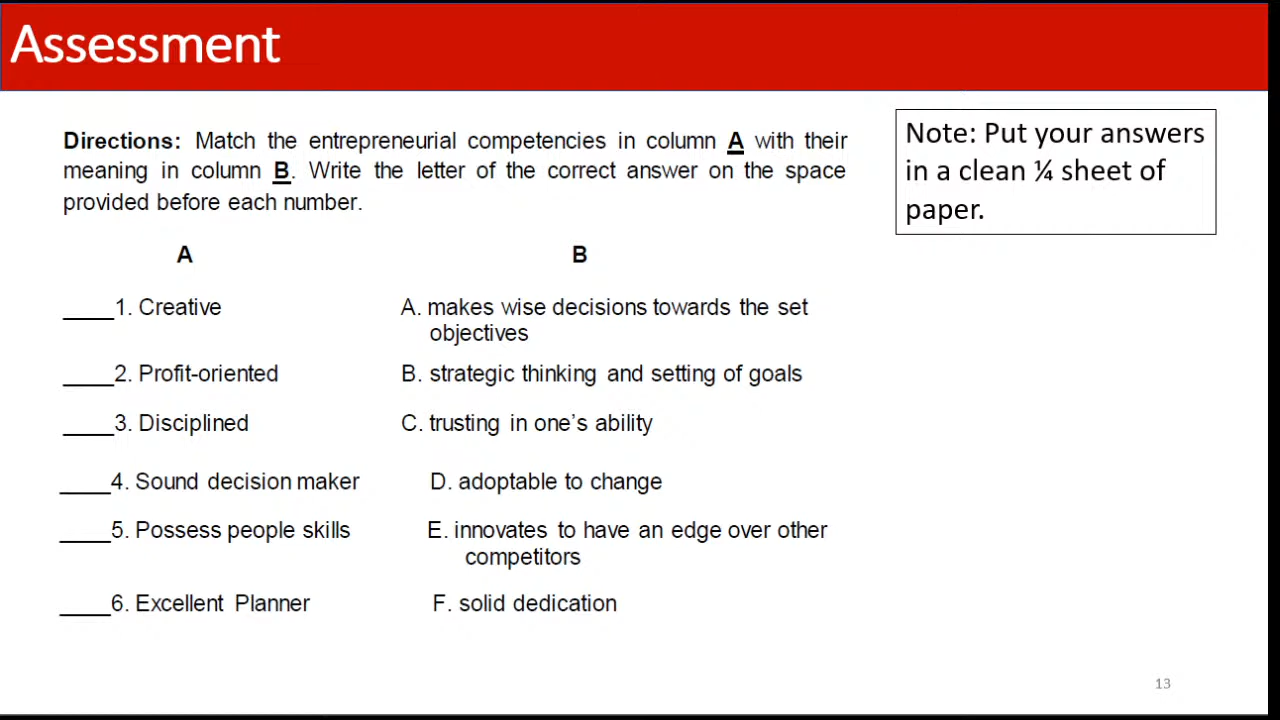 Assessment
Directions: Match the entrepreneurial competencies in column A with their
meaning in column B. Write the letter of the correct answer on the space
provided before each number.
Note: Put your answers
in a clean ¼ sheet of
paper.
A B
____1. Creative A. makes wise decisions towards the set
objectives
____2. Profit-oriented B. strategic thinking and setting of goals
____3. Disciplined C. trusting in one’s ability
____4. Sound decision maker D. adoptable to change
____5. Possess people skills E. innovates to have an edge over other
competitors
____6. Excellent Planner F. solid dedication
13